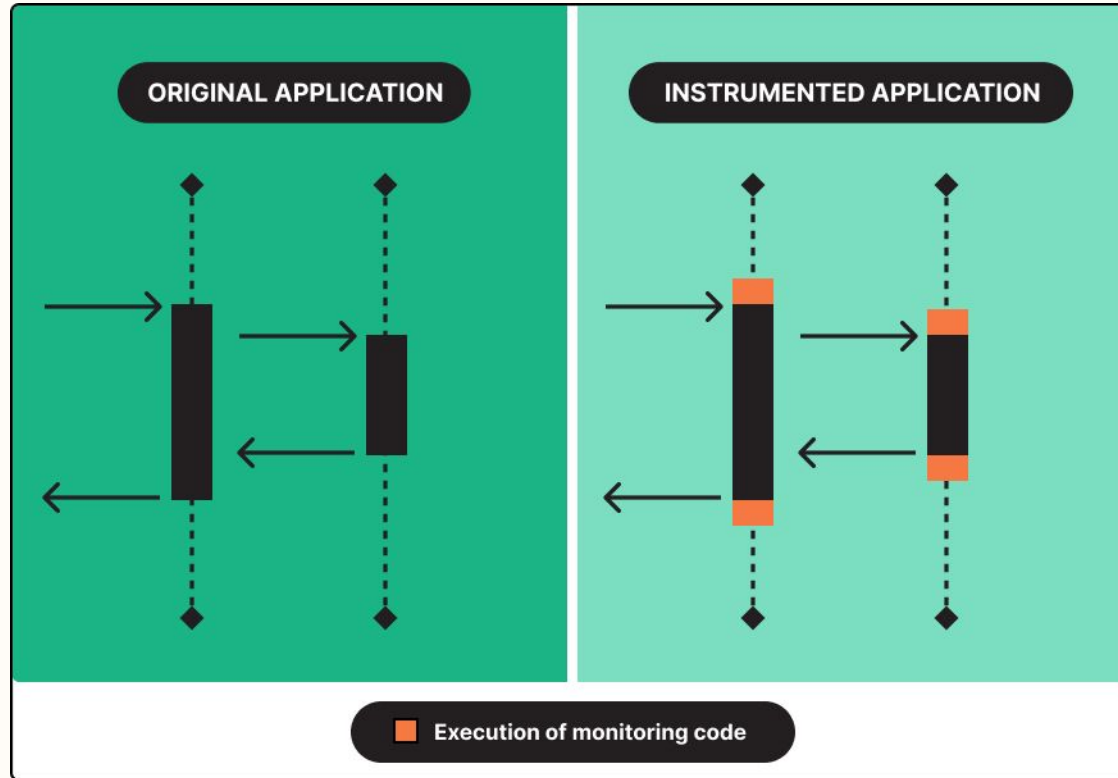 ORIGINAL APPLICATION
INSTRUMENTED APPLICATION
Execution of monitoring code